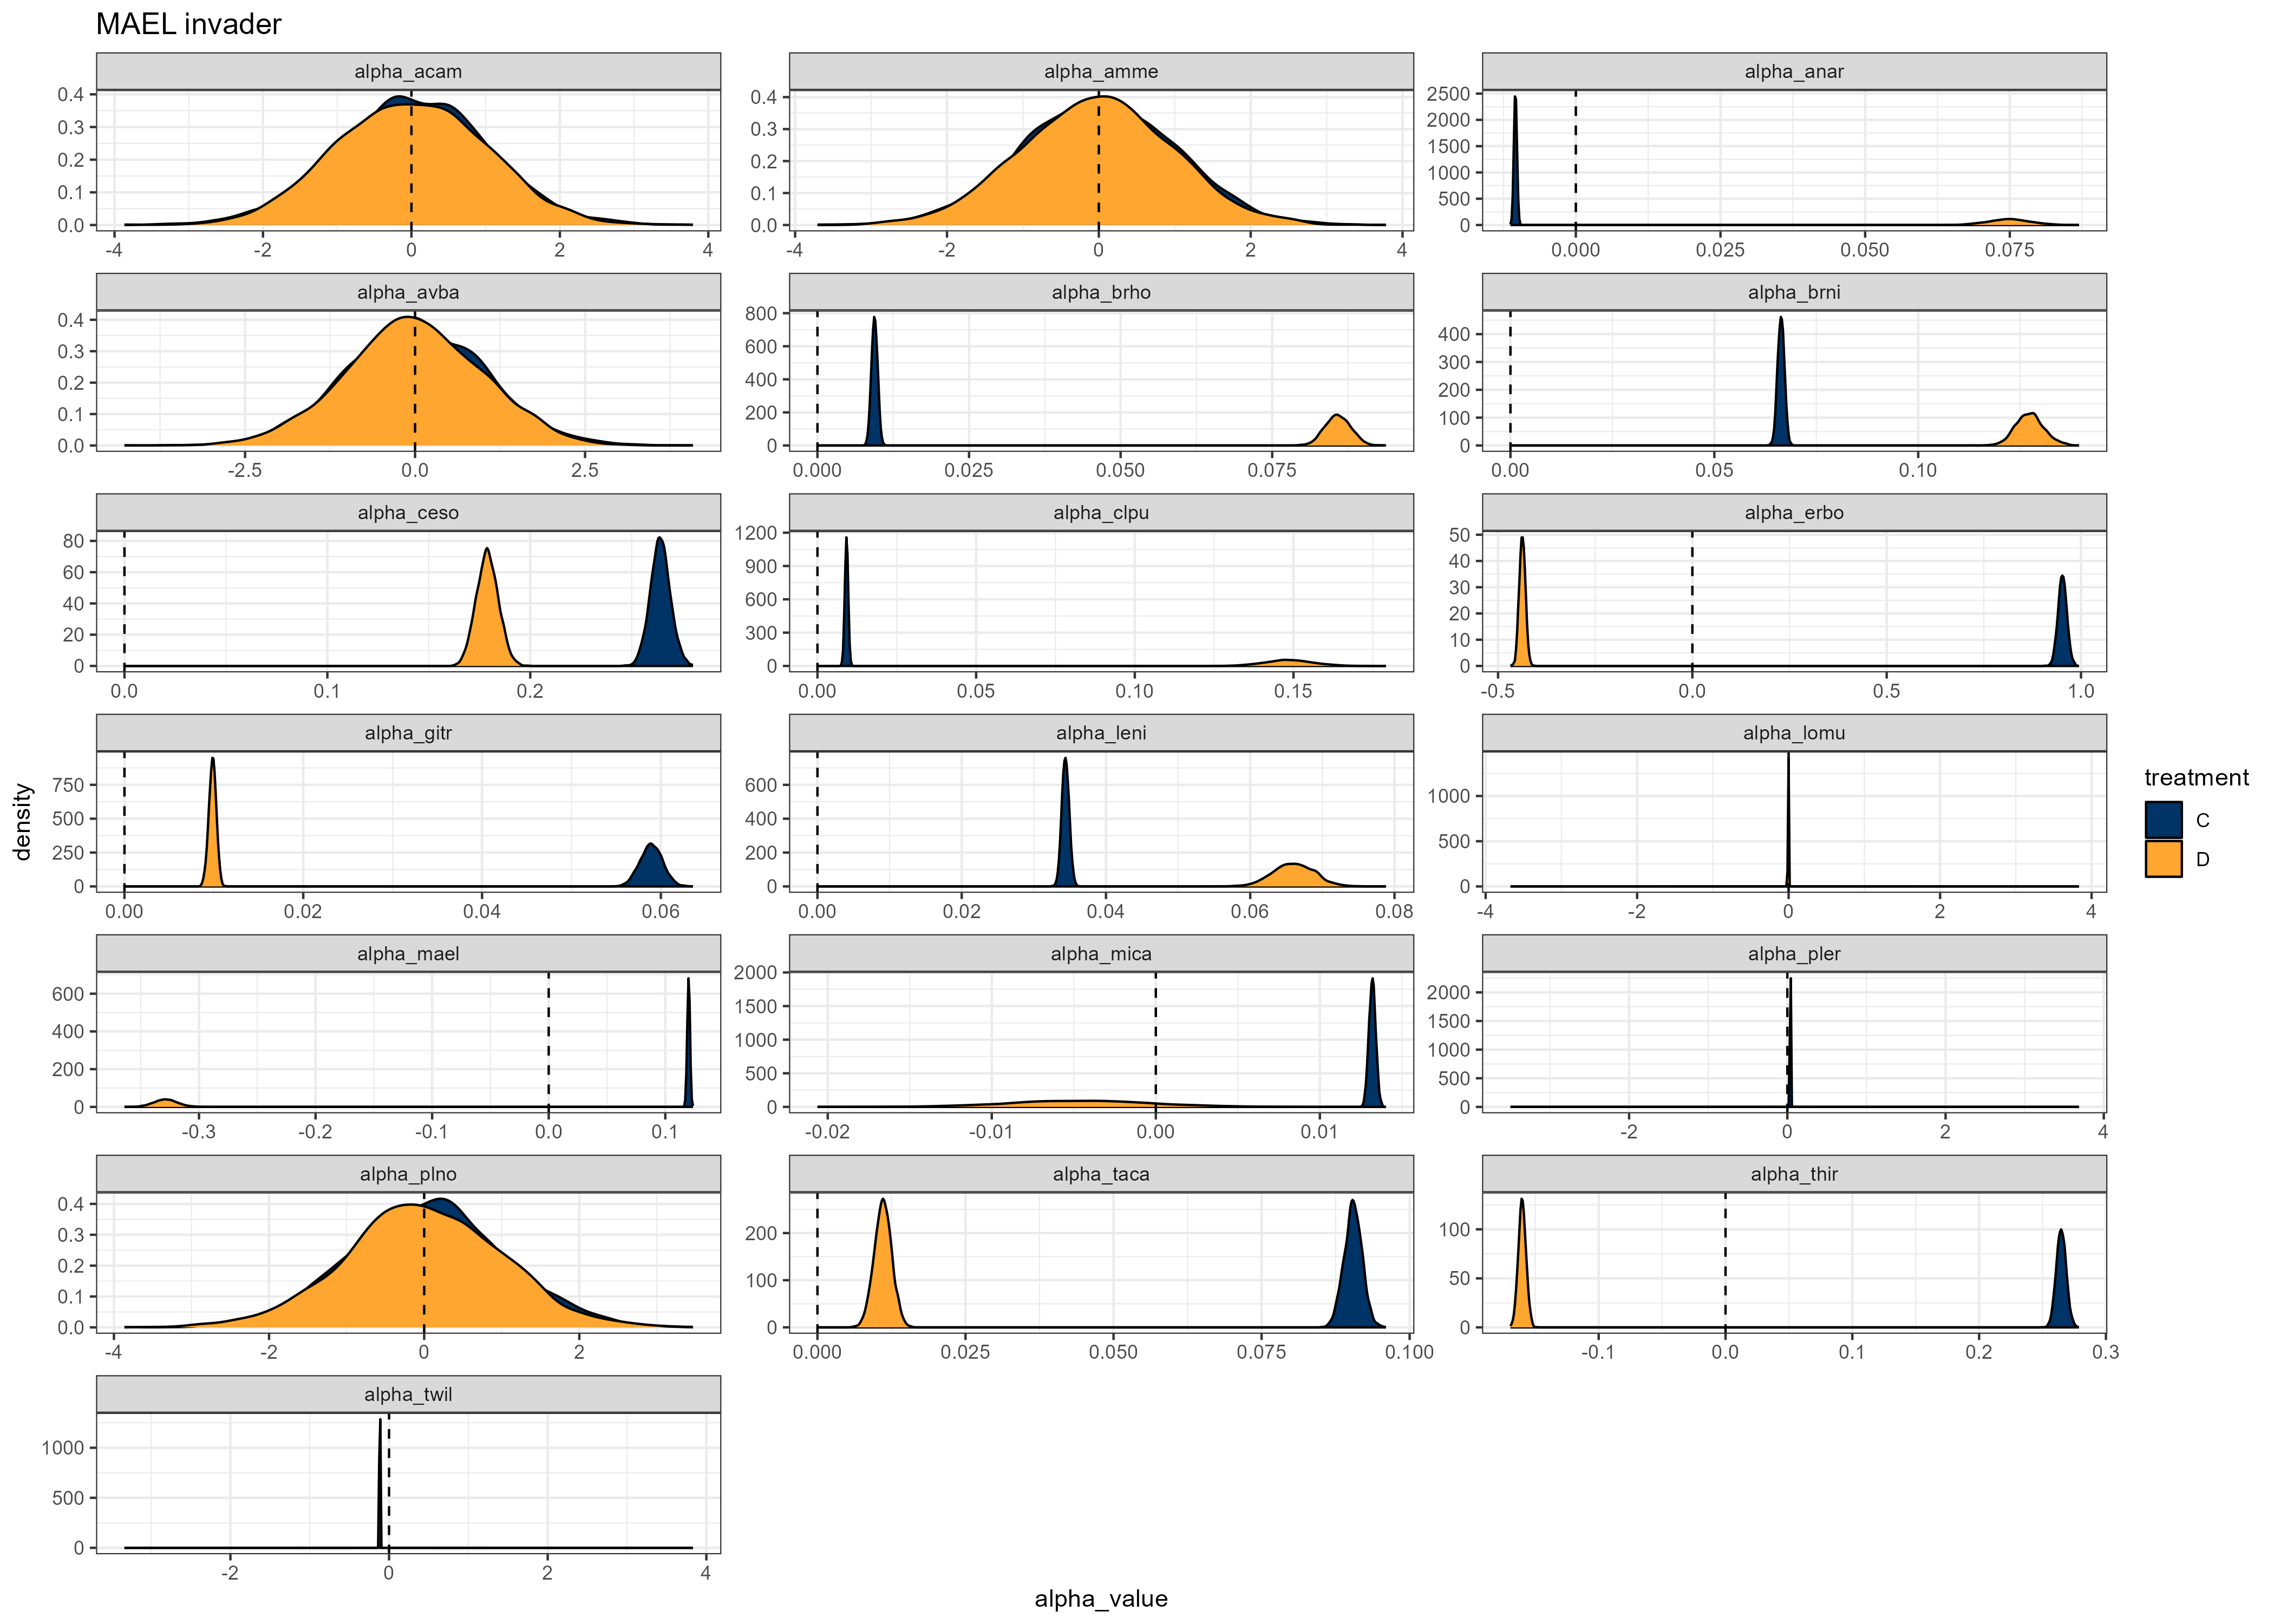 MAEL invader
alpha_acam alpha_amme alpha_anar
0.4 0.3 0.2 0.1 0.0
-4 -2 0 2 4
0.4 0.3 0.2 0.1 0.0
-4 -2 0 2 4
2500 2000 1500 1000 500 0
0.000 0.025 0.050 0.075
alpha_avba alpha_brho alpha_brni
0.4 0.3 0.2 0.1 0.0
-2.5 0.0 2.5
800 600 400 200 0
0.000 0.025 0.050 0.075
400 300 200 100 0
0.00 0.05 0.10
alpha_ceso alpha_clpu alpha_erbo
80 60 40 20 0
0.0 0.1 0.2
1200 900 600 300 0
0.00 0.05 0.10 0.15
50 40 30 20 10 0
-0.5 0.0 0.5 1.0
alpha_gitr alpha_leni alpha_lomu
750 500 250 0
0.00 0.02 0.04 0.06
600 400 200 0
0.00 0.02 0.04 0.06 0.08
1000 500 0
-4 -2 0 2 4
alpha_mael alpha_mica alpha_pler
600 400 200 0
-0.3 -0.2 -0.1 0.0 0.1
2000 1500 1000 500 0
-0.02 -0.01 0.00 0.01
2000 1500 1000 500 0
-2 0 2 4
alpha_plno alpha_taca alpha_thir
0.4 0.3 0.2 0.1 0.0
-4 -2 0 2
200 100 0
0.000 0.025 0.050 0.075 0.100
100 50 0
-0.1 0.0 0.1 0.2 0.3
alpha_twil
1000 500 0
-2 0 2 4
density
alpha_value
treatment
C
D